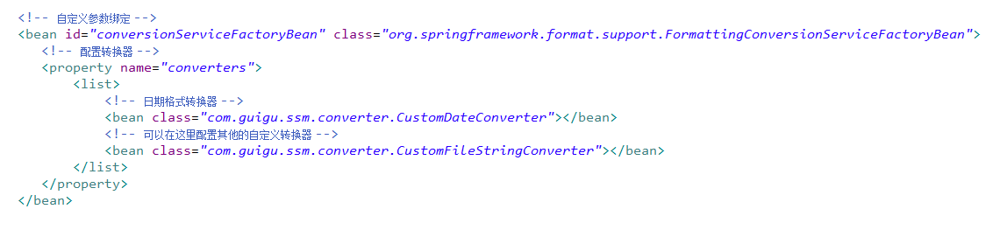 <!-- 自定义参数绑定 -->
<bean id="conversionServiceFactoryBean" class="org.springframework.format.support.FormattingConversionServiceFactoryBean">
<!-- 配置转换器 -->
<property name="converters">
<list>
<!-- 日期格式转换器 -->
<bean class="com.guigu.ssm.converter.CustomDateConverter"></bean>
<!-- 可以在这里配置其他的自定义转换器 -->
<bean class="com.guigu.ssm.converter.CustomFileStringConverter"></bean>
</list>
</property>
</bean>